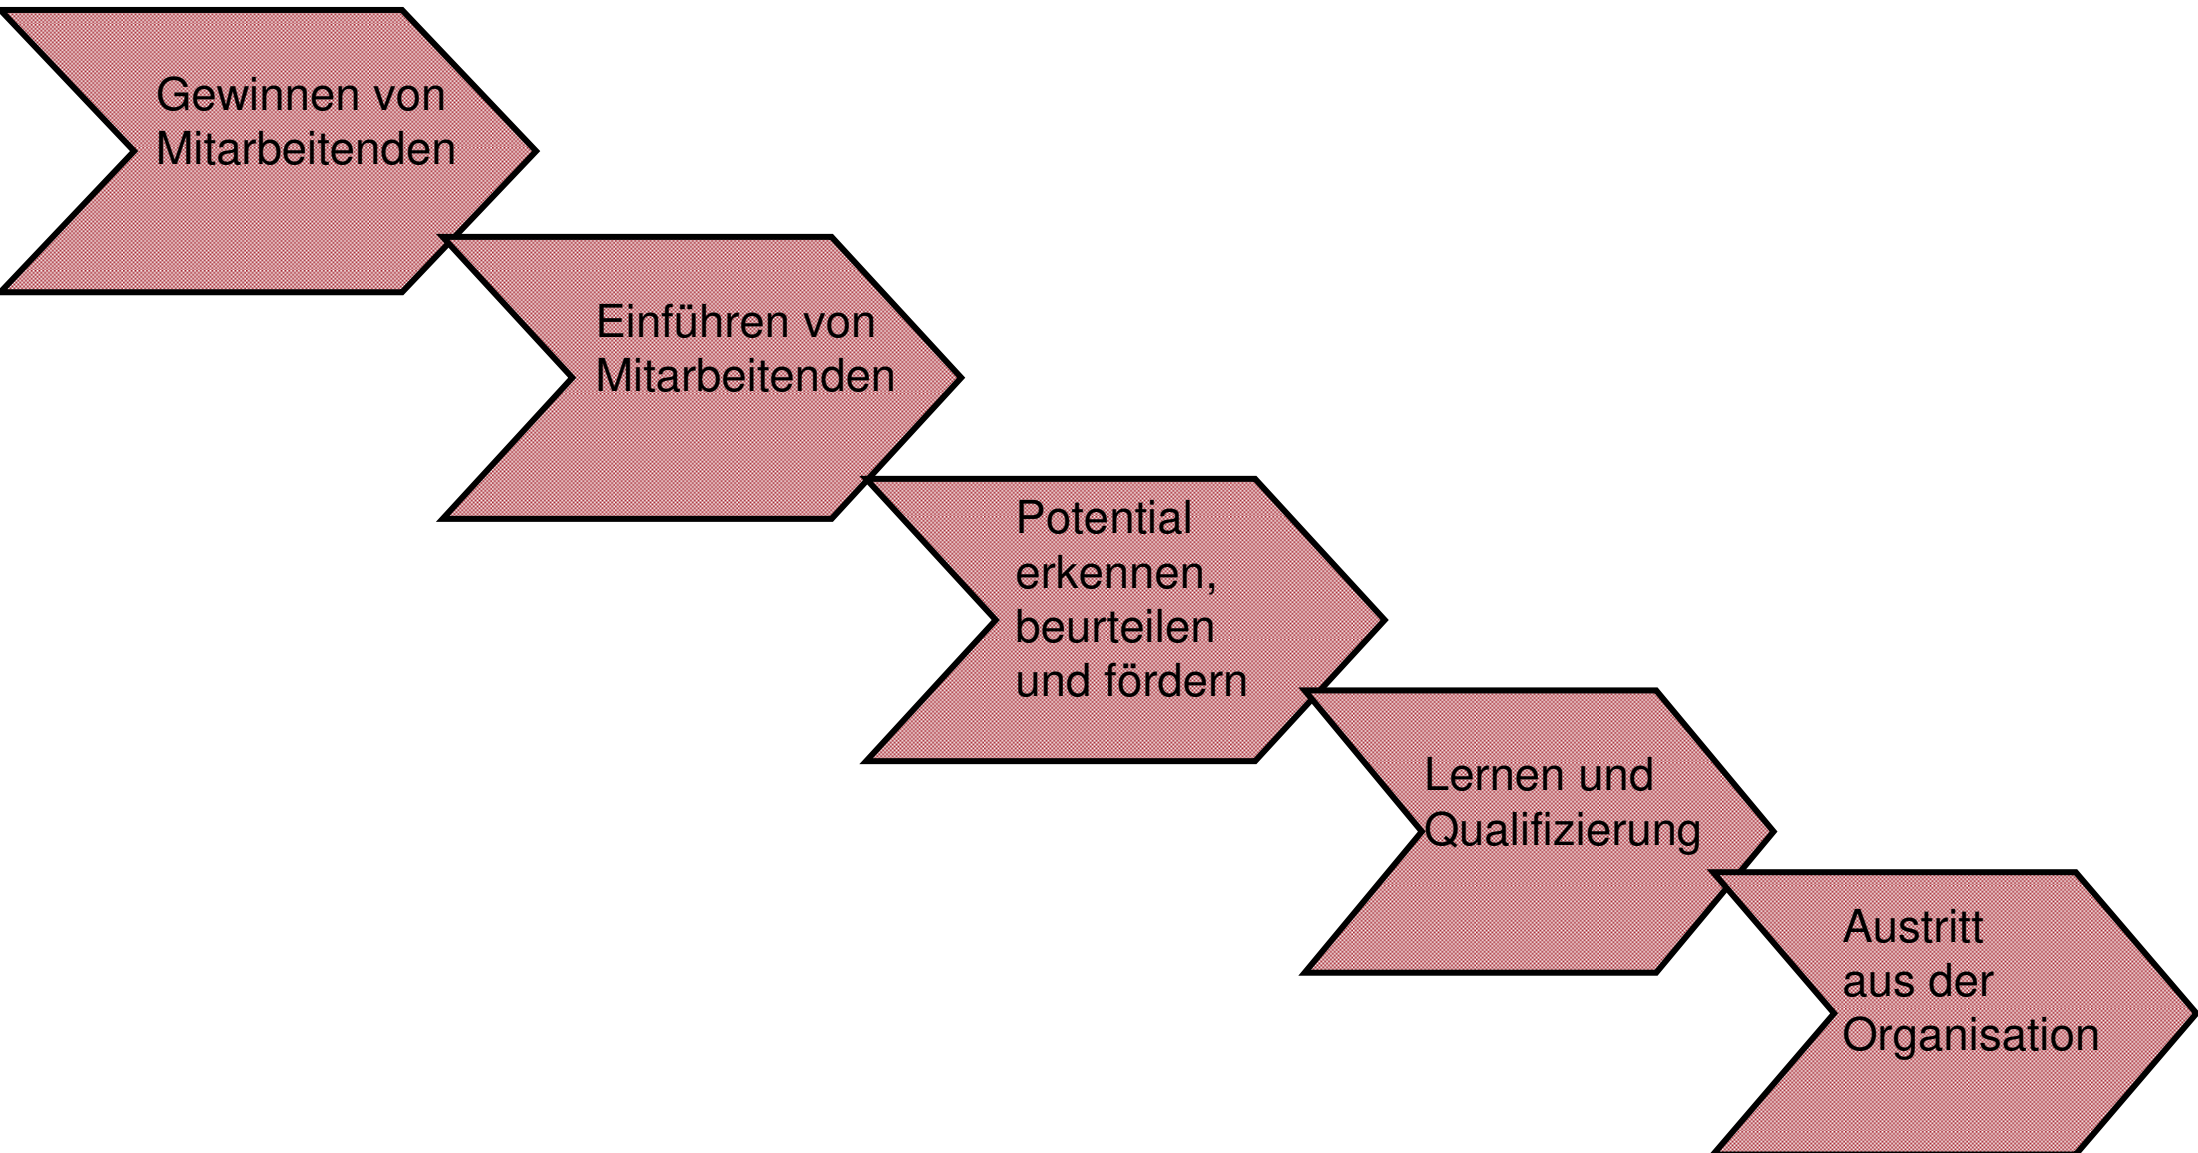 Gewinnen von
Mitarbeitenden
Einführen von
Mitarbeitenden
Potential
erkennen,
beurteilen
und fördern
Lernen und
Qualifizierung
Austritt
aus der
Organisation